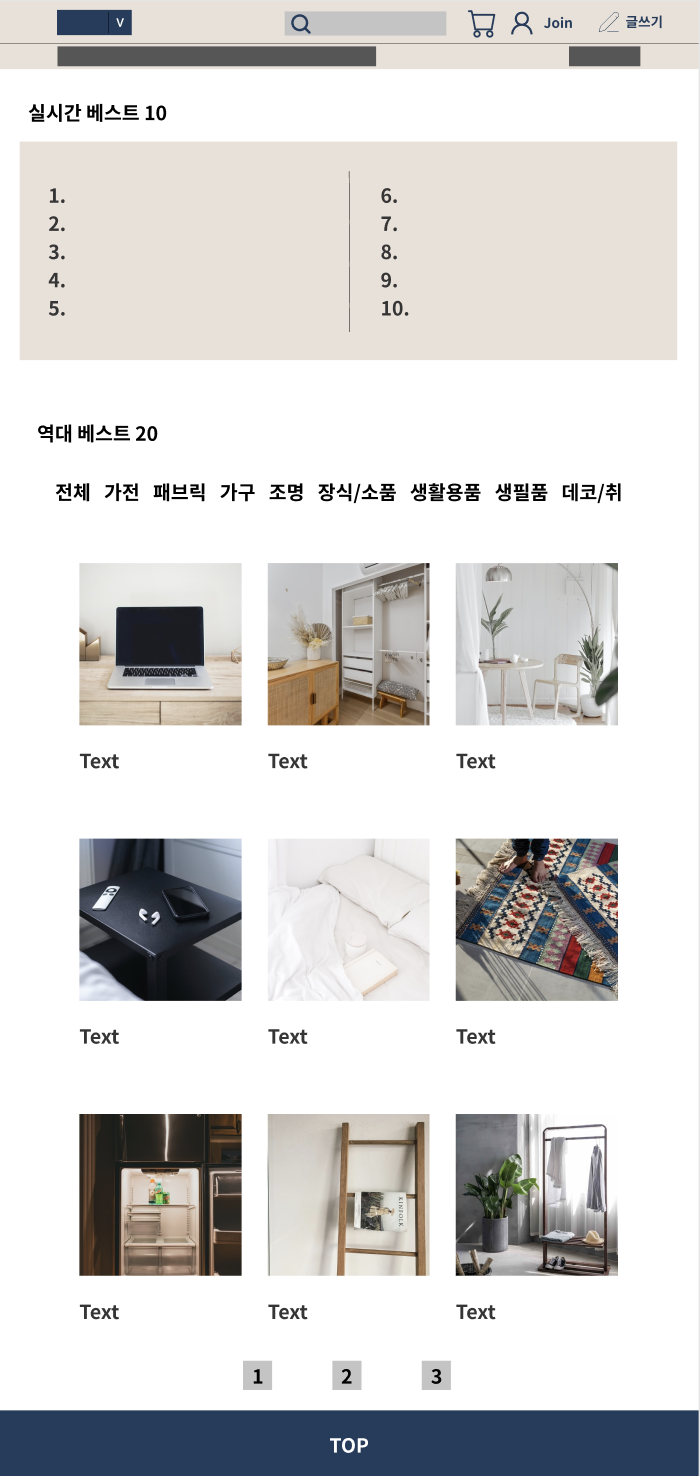 V
Join
글쓰기
실시간 베스트 10
1.
2.
3.
4.
5.
6.
7.
8.
9.
10.
역대 베스트 20
전체 가전 패브릭 가구 조명 장식/소품 생활용품 생필품 데코/취
Text Text Text
Text Text Text
KINFOLK
Text Text Text
1 2 3
TOP